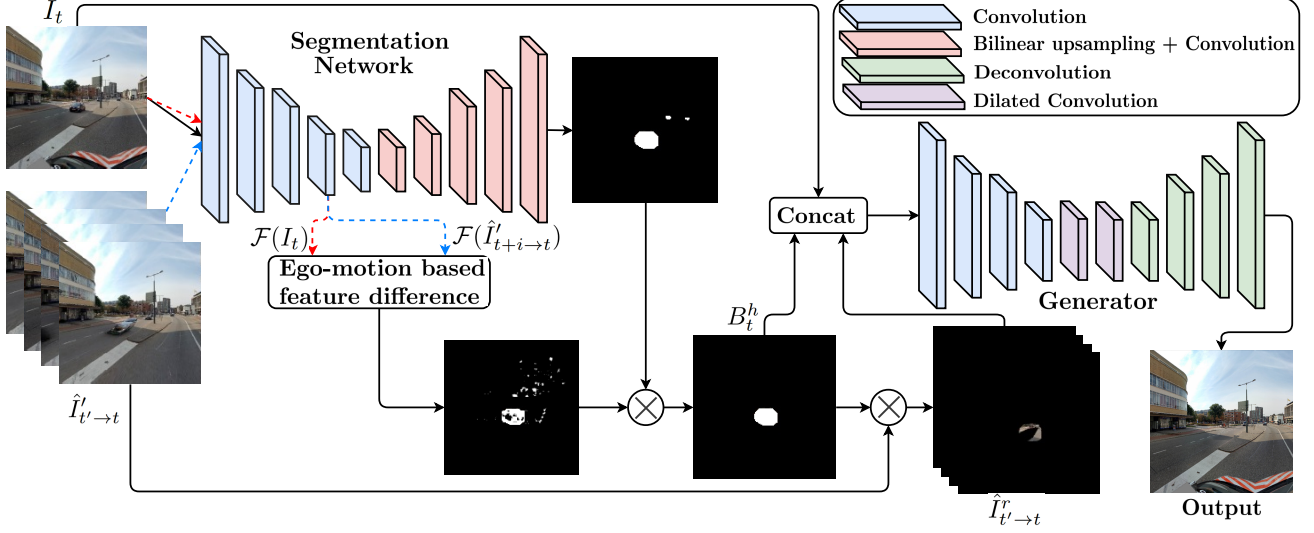 I_t
Segmentation
Network
Convolution
Bilinear upsampling + Convolution
Deconvolution
Dilated Convolution
Concat
F(I_t)
F(Î′_{t+i→t})
Ego-motion based
feature difference
Generator
B_t^h
Î′_{t′→t}
Î^r_{t′→t}
Output